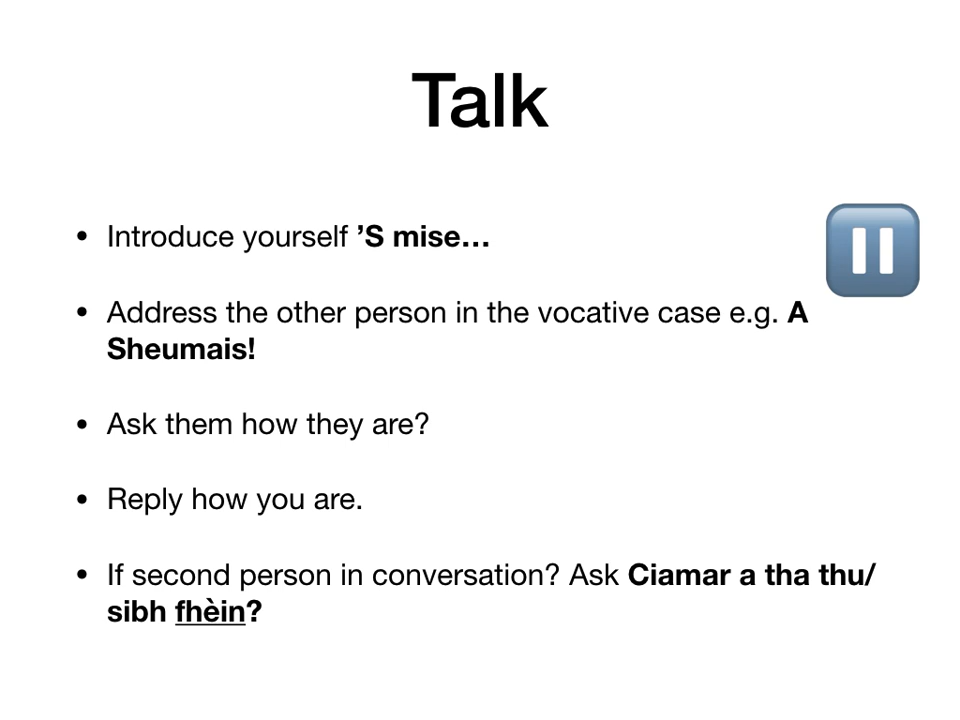 Talk
• Introduce yourself ’S mise…
• Address the other person in the vocative case e.g. A
Sheumais!
• Ask them how they are?
• Reply how you are.
• If second person in conversation? Ask Ciamar a tha thu/
sibh fhèin?